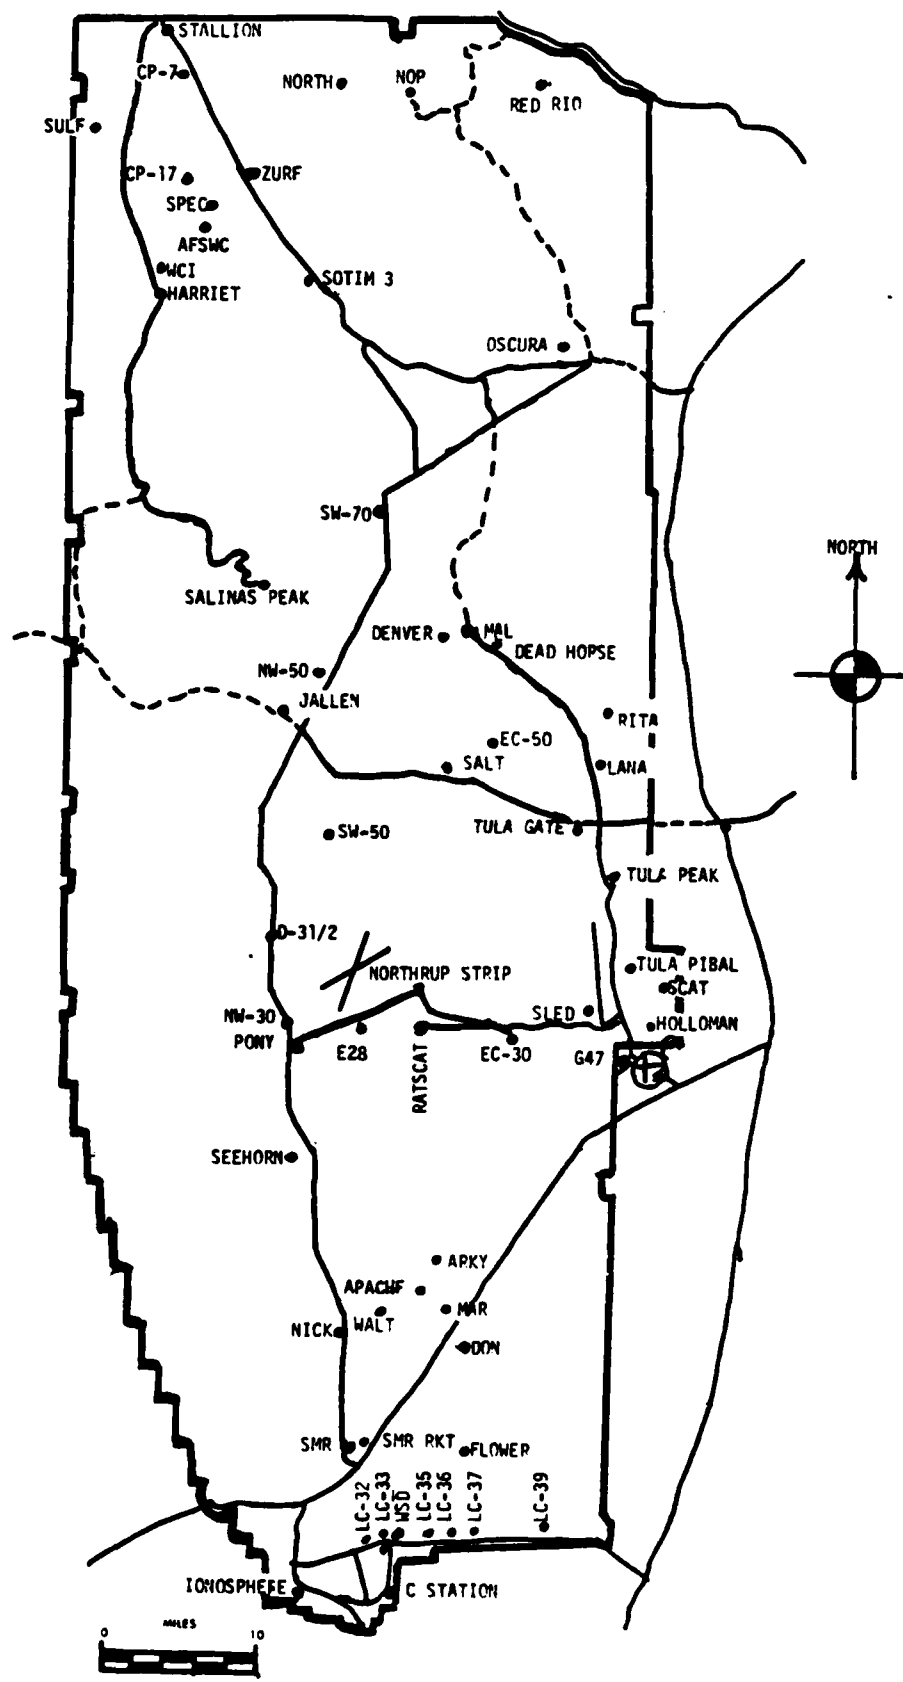 STALLION
CP-7
NORTH
NOP
RED RIO
SULF
CP-17
ZURF
SPEC
AFSWC
WCI
HARRIET
SOTIM 3
OSCURA
SW-70
NORTH
SALINAS PEAK
DENVER
MAL
DEAD HOPSE
NW-50
JALLEN
RITA
EC-50
SALT
LANA
SW-50
TULA GATE
TULA PEAK
D-31/2
NORTHRUP STRIP
TULA PIBAL
SCAT
NW-30
SLED
HOLLOMAN
PONY
E28
RATSCAT
EC-30
G47
SEEHORN
ARKY
APACHF
MAR
WALT
NICK
DON
SMR
SMR RKT
FLOWER
LC-32
LC-33
WSD
LC-35
LC-36
LC-37
LC-39
IONOSPHEFE
C STATION
MILES
0 10